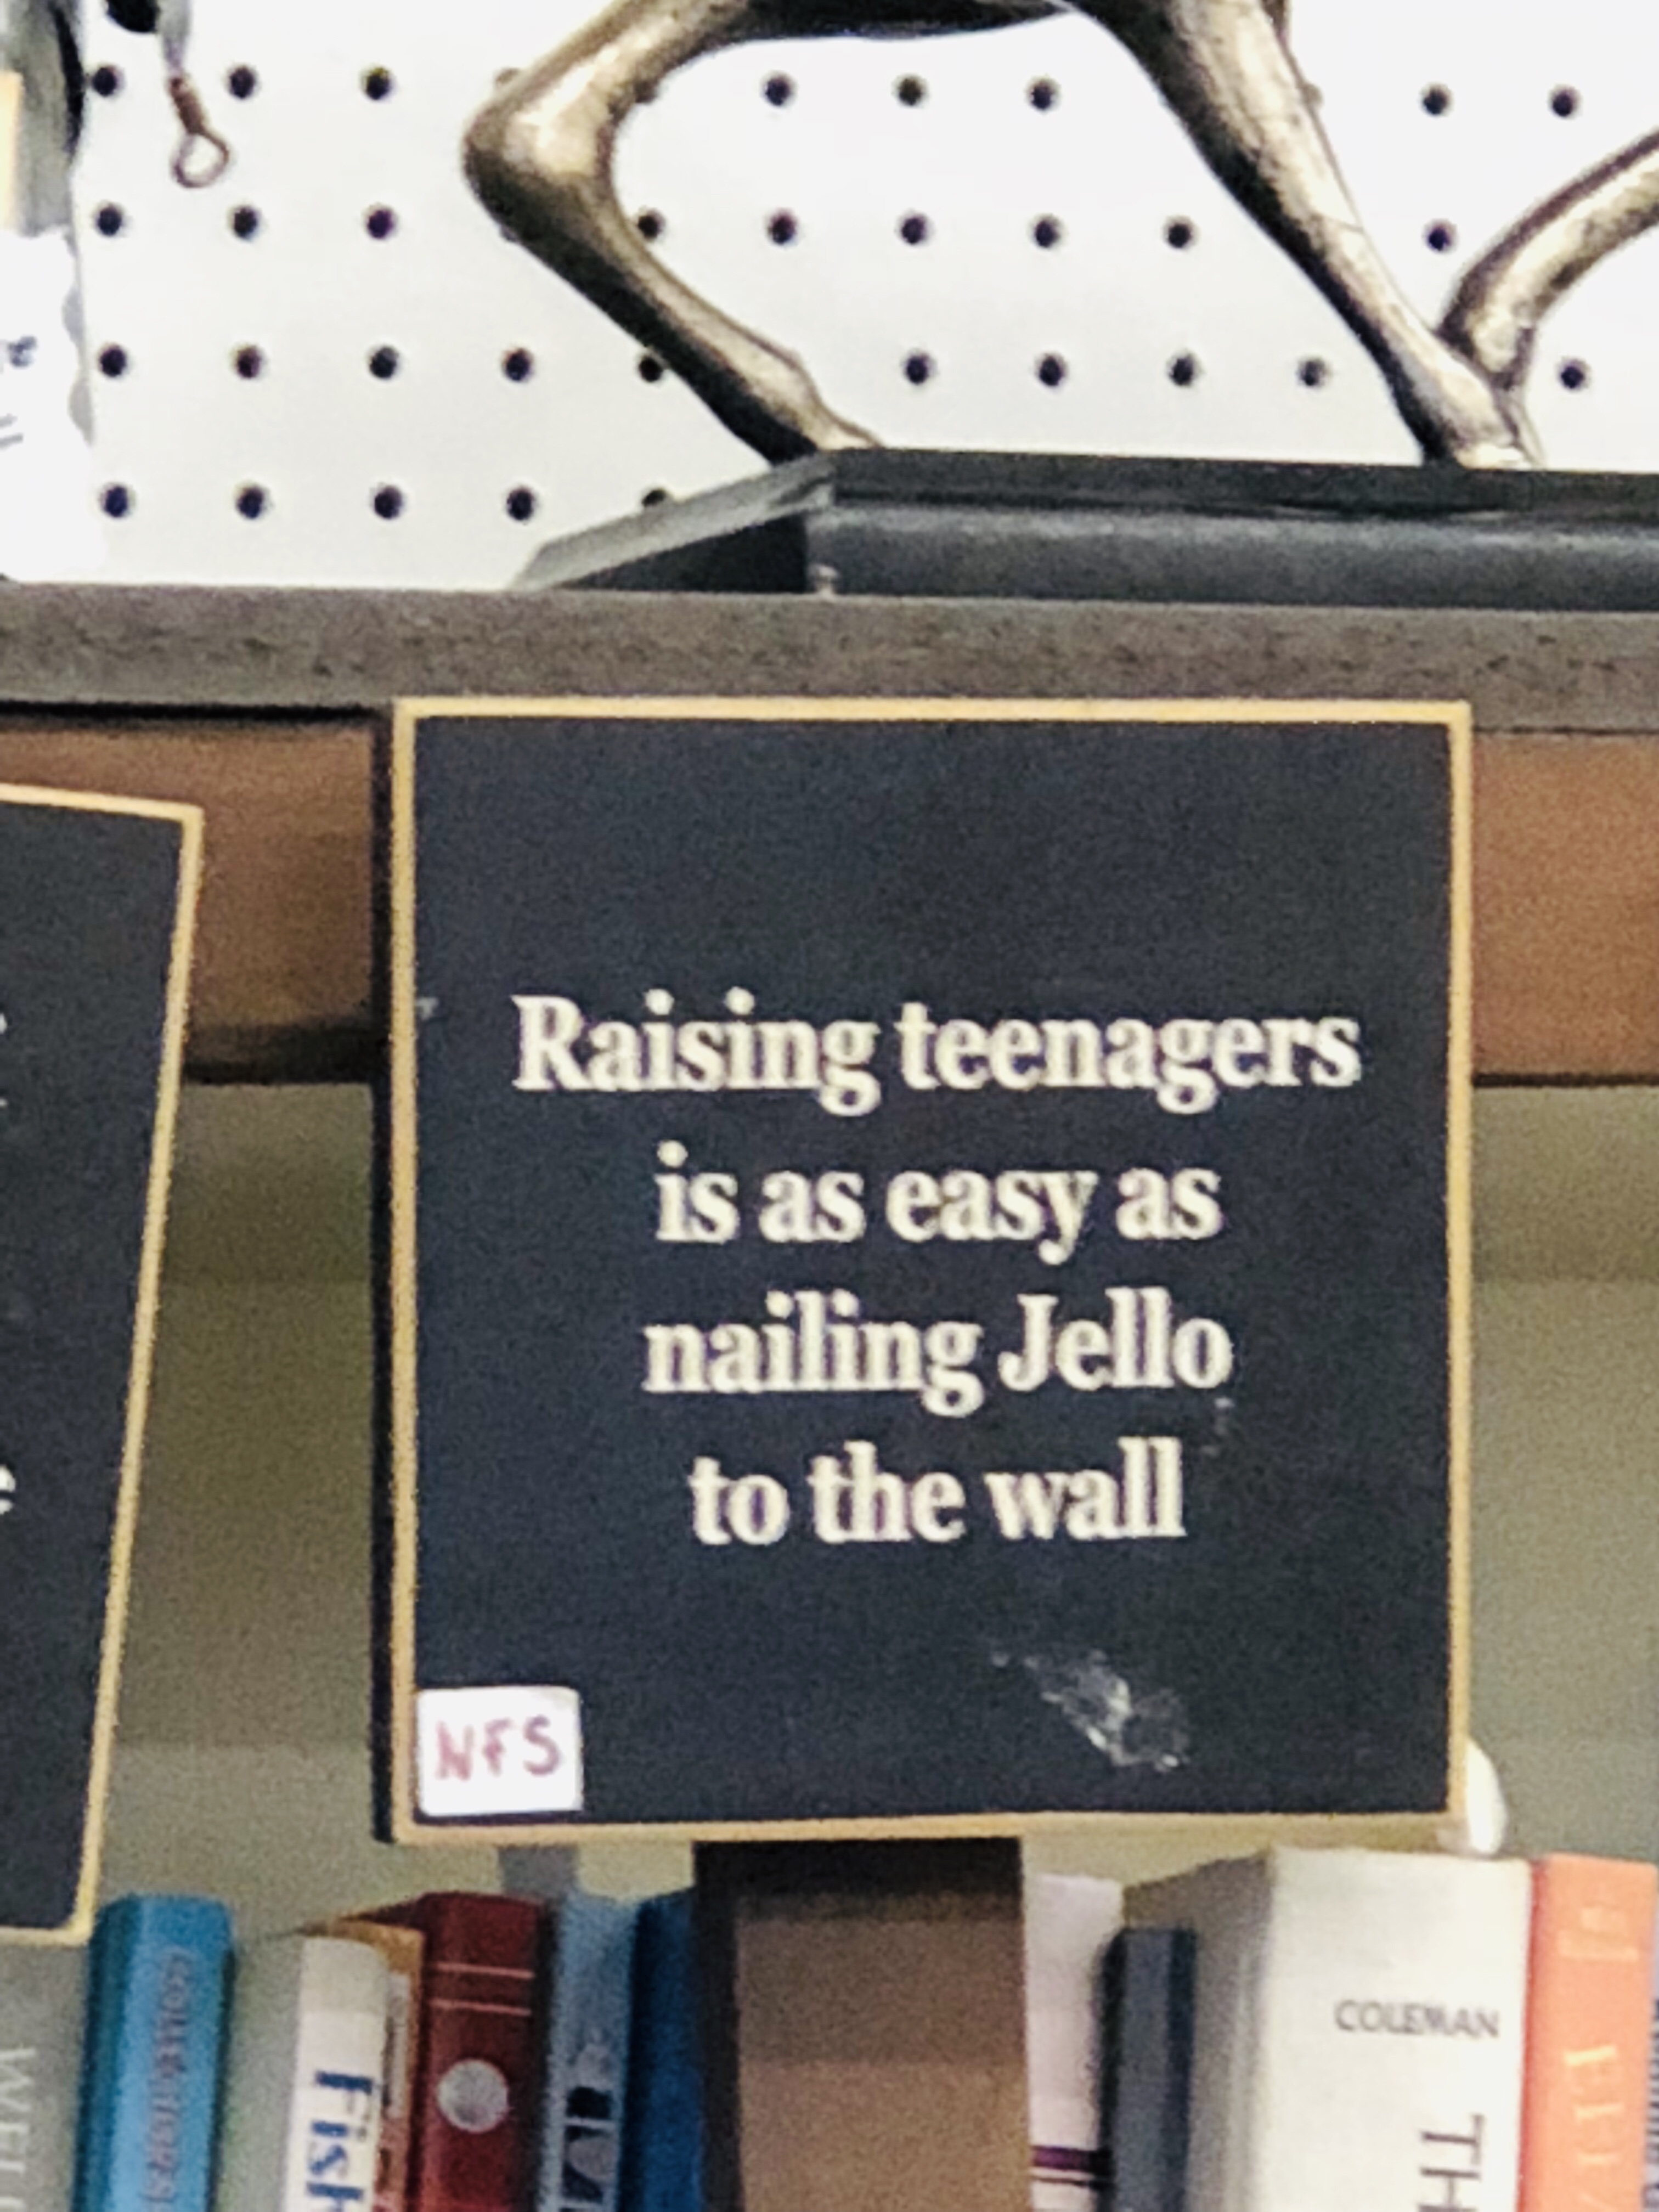 Raising teenagers
is as easy as
nailing Jello
to the wall
NFS
Fish
COLEMAN